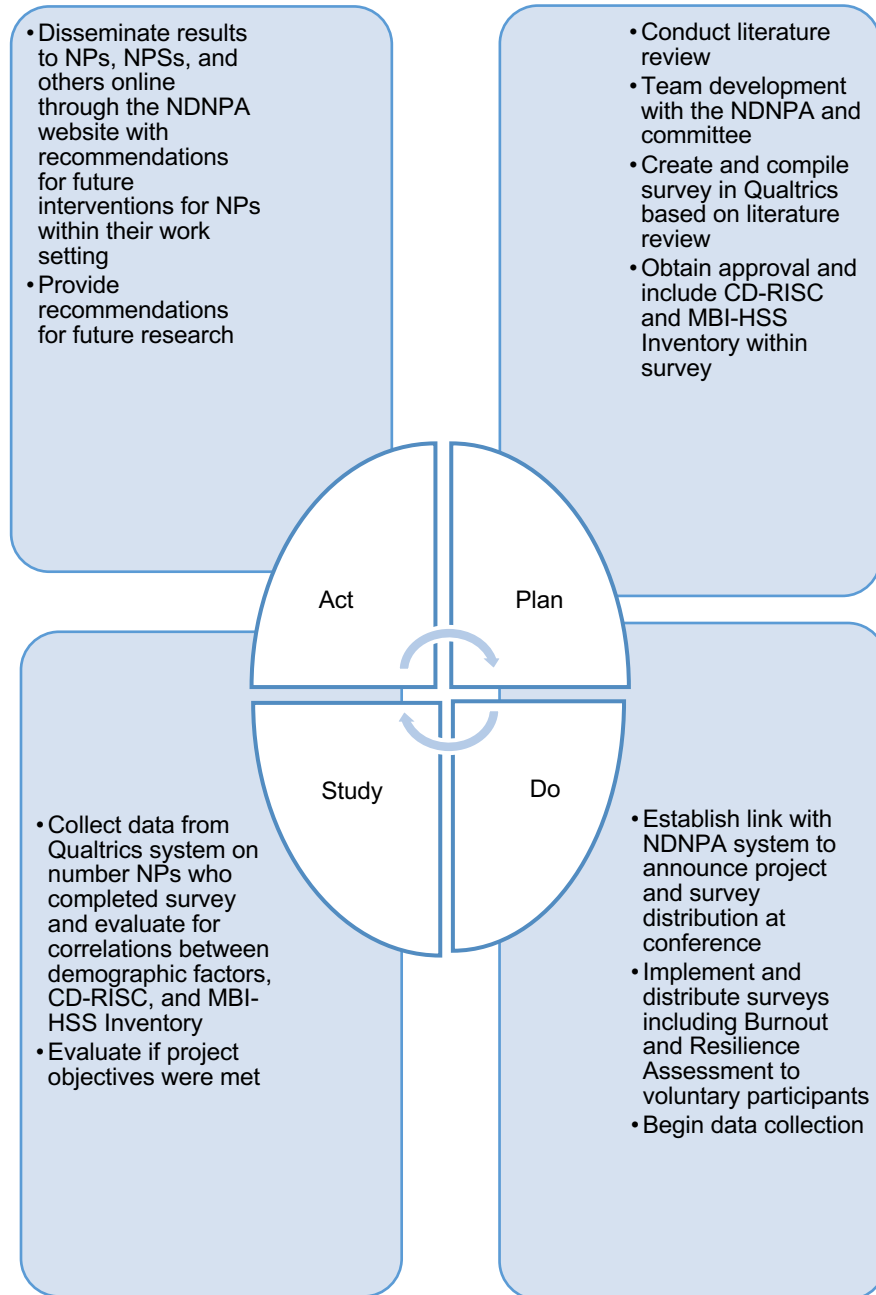 • Disseminate results
to NPs, NPSs, and
others online
through the NDNPA
website with
recommendations
for future
interventions for NPs
within their work
setting
• Provide
recommendations
for future research
• Conduct literature
review
• Team development
with the NDNPA and
committee
• Create and compile
survey in Qualtrics
based on literature
review
• Obtain approval and
include CD-RISC
and MBI-HSS
Inventory within
survey
Act
Plan
Study
Do
• Collect data from
Qualtrics system on
number NPs who
completed survey
and evaluate for
correlations between
demographic factors,
CD-RISC, and MBI-
HSS Inventory
• Evaluate if project
objectives were met
• Establish link with
NDNPA system to
announce project
and survey
distribution at
conference
• Implement and
distribute surveys
including Burnout
and Resilience
Assessment to
voluntary participants
• Begin data collection